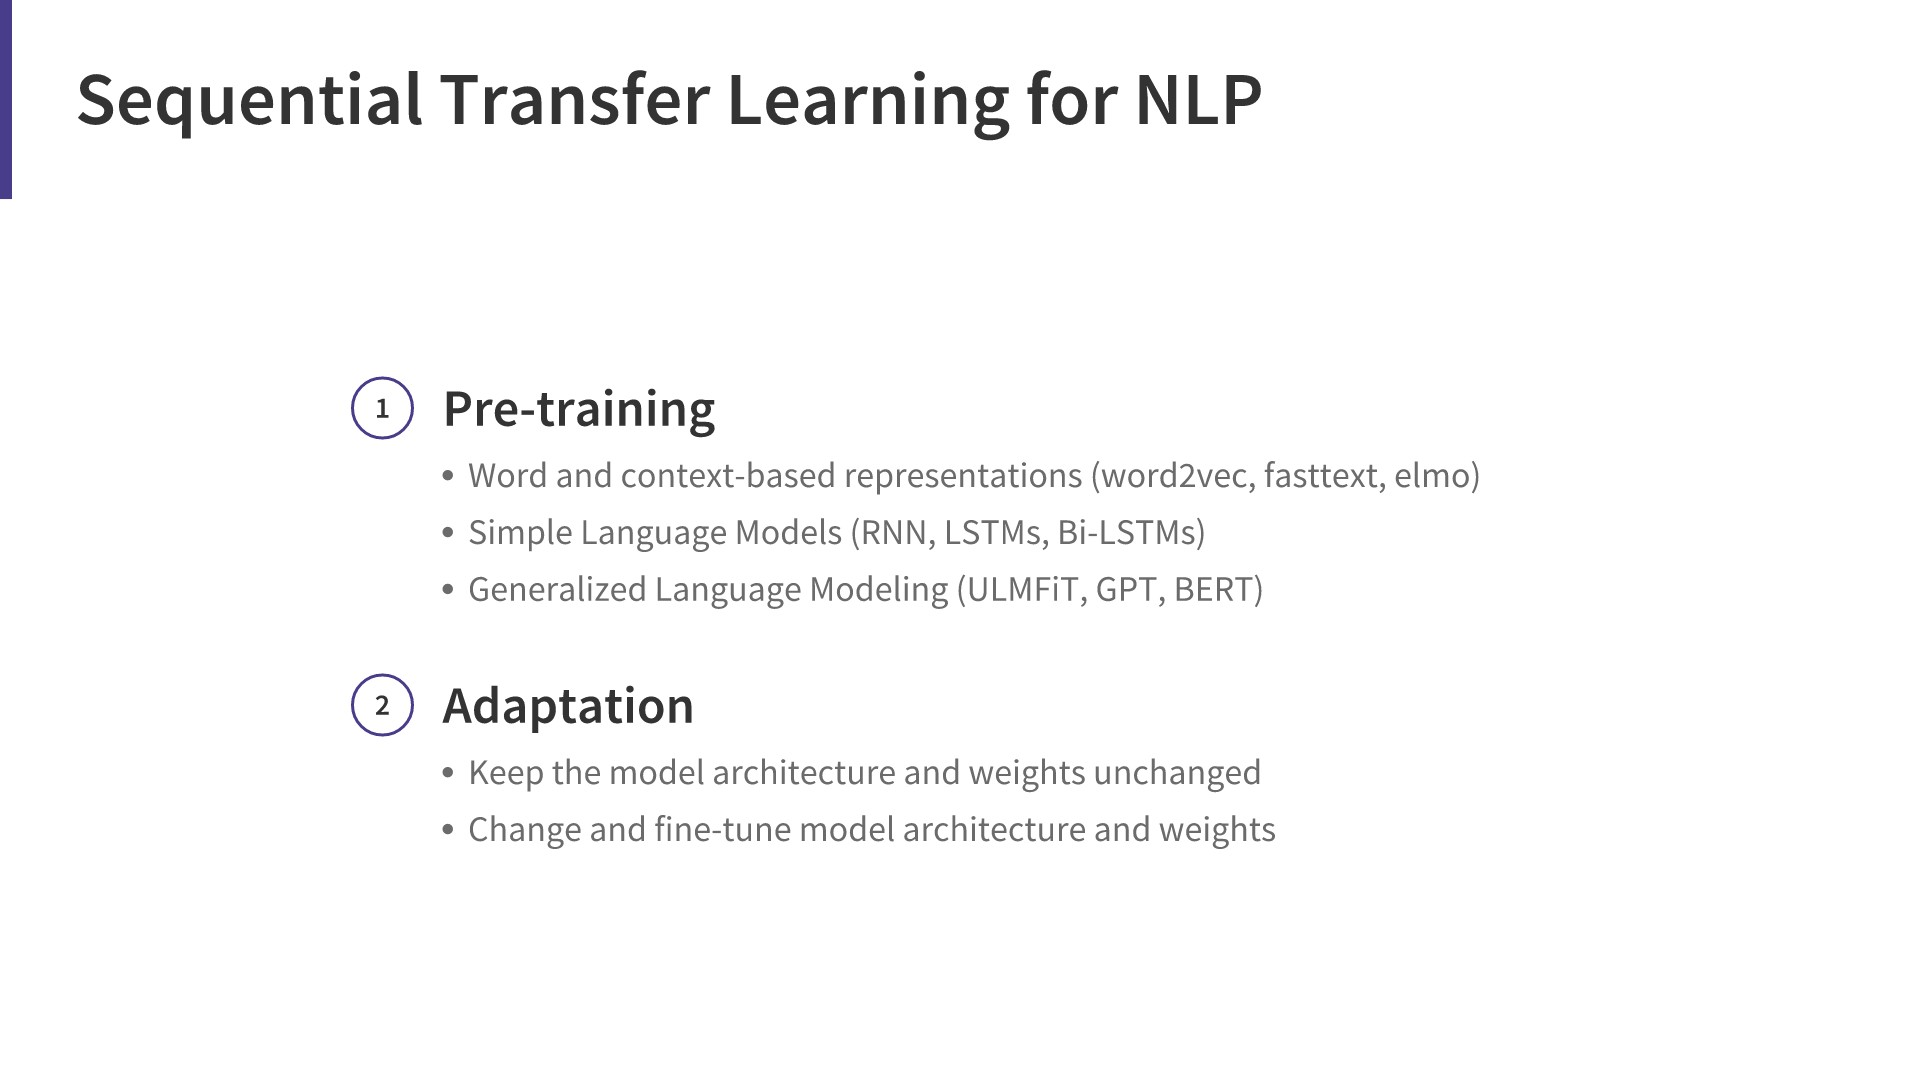 Sequential Transfer Learning for NLP
1 Pre-training
• Word and context-based representations (word2vec, fasttext, elmo)
• Simple Language Models (RNN, LSTMs, Bi-LSTMs)
• Generalized Language Modeling (ULMFiT, GPT, BERT)
2 Adaptation
• Keep the model architecture and weights unchanged
• Change and fine-tune model architecture and weights